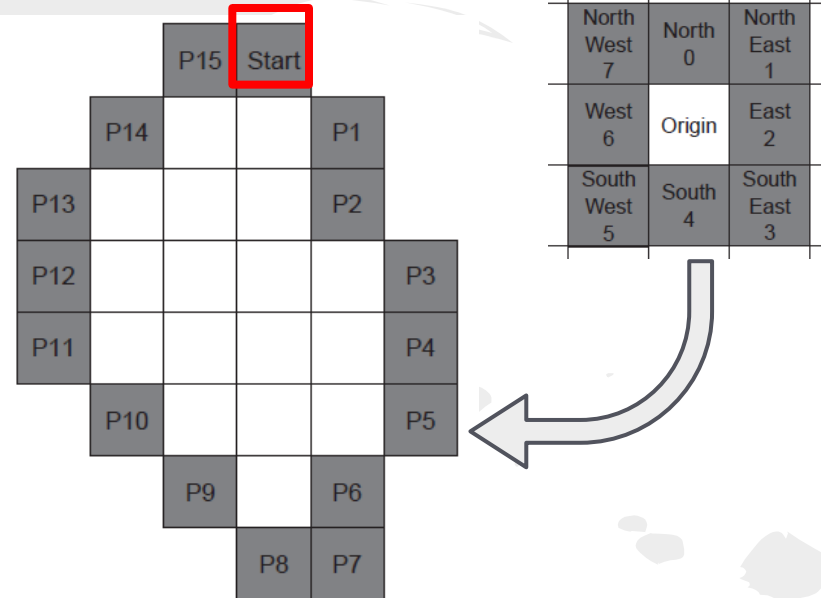 P15 Start
P14 P1
P13 P2
P12 P3
P11 P4
P10 P5
P9 P6
P8 P7
North
West
7
North
0
North
East
1
West
6
Origin
East
2
South
West
5
South
4
South
East
3